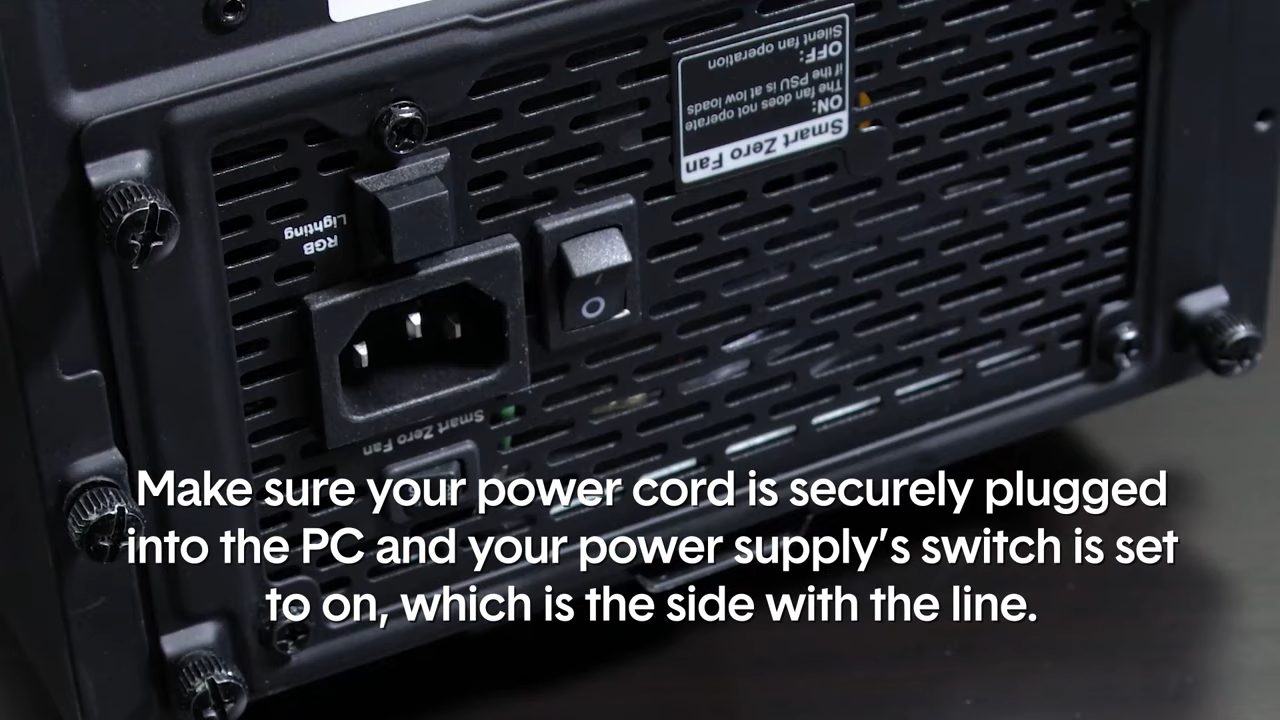 Smart Zero Fan
ON:
The fan does not operate
if the PSU is at low loads
OFF:
Silent fan operation
RGB
Lighting
O
Smart Zero Fan
Make sure your power cord is securely plugged
into the PC and your power supply’s switch is set
to on, which is the side with the line.